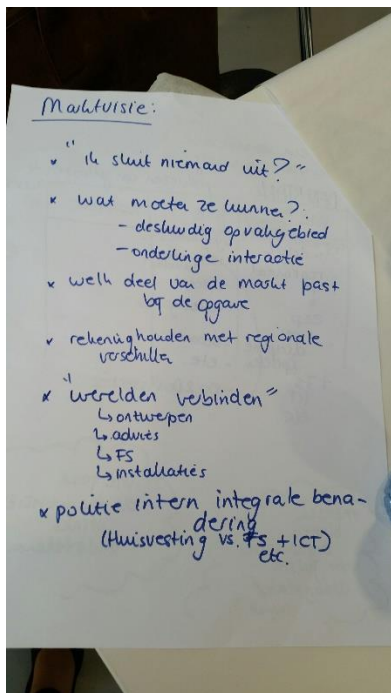 Marktvisie:
* "ik sluit niemand uit?"
* wat moeten ze kunnen?
- deskundig op vakgebied
- onderlinge interactie
* welk deel van de markt past
bij de opgave
* rekening houden met regionale
verschillen
* "werelden verbinden"
↳ ontwerpen
↳ advies
↳ FS
↳ installaties
* politie intern integrale bena-
dering
(Huisvesting vs. FS + ICT)
etc.